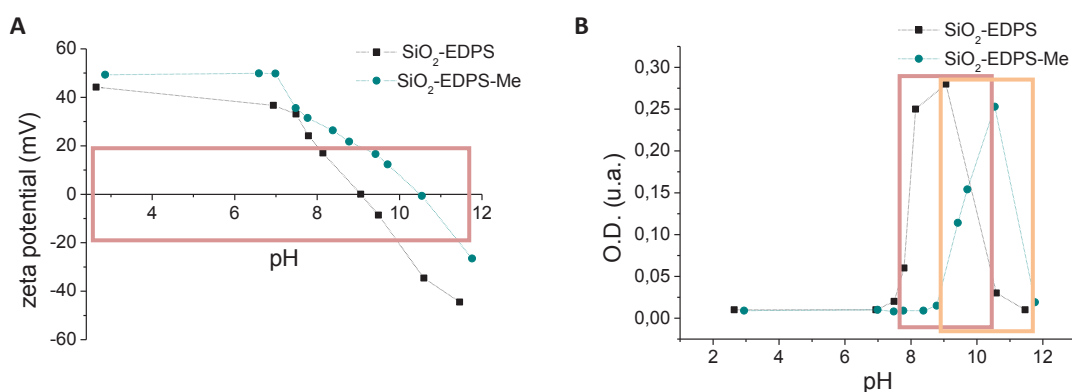 A
SiO2-EDPS
SiO2-EDPS-Me
60
40
20
0
-20
-40
-60
4
6
8
10
12
pH
zeta potential (mV)
B
SiO2-EDPS
SiO2-EDPS-Me
0,30
0,25
0,20
0,15
0,10
0,05
0,00
2
4
6
8
10
12
pH
O.D. (u.a.)